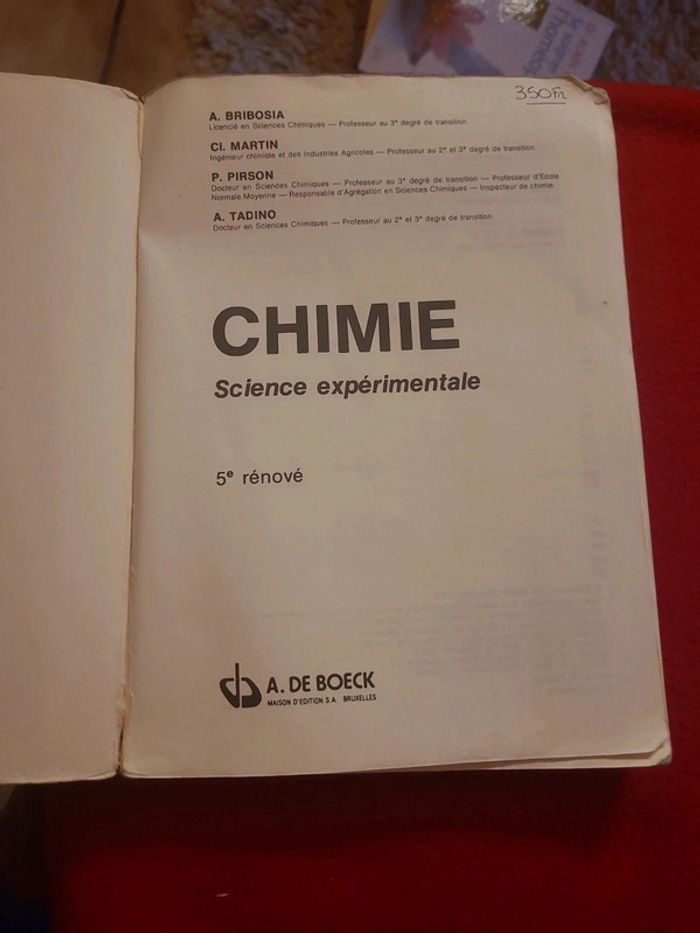 350Fr
A. BRIBOSIA
Licencié en Sciences Chimiques — Professeur au 3e degré de transition.
Cl. MARTIN
Ingénieur chimiste et des Industries Agricoles — Professeur au 2e et 3e degré de transition.
P. PIRSON
Docteur en Sciences Chimiques — Professeur au 3e degré de transition — Professeur d'Ecole
Normale Moyenne — Responsable d'Agrégation en Sciences Chimiques — Inspecteur de chimie.
A. TADINO
Docteur en Sciences Chimiques — Professeur au 2e et 3e degré de transition.
CHIMIE
Science expérimentale
5e rénové
A. DE BOECK
MAISON D'EDITION S.A. BRUXELLES